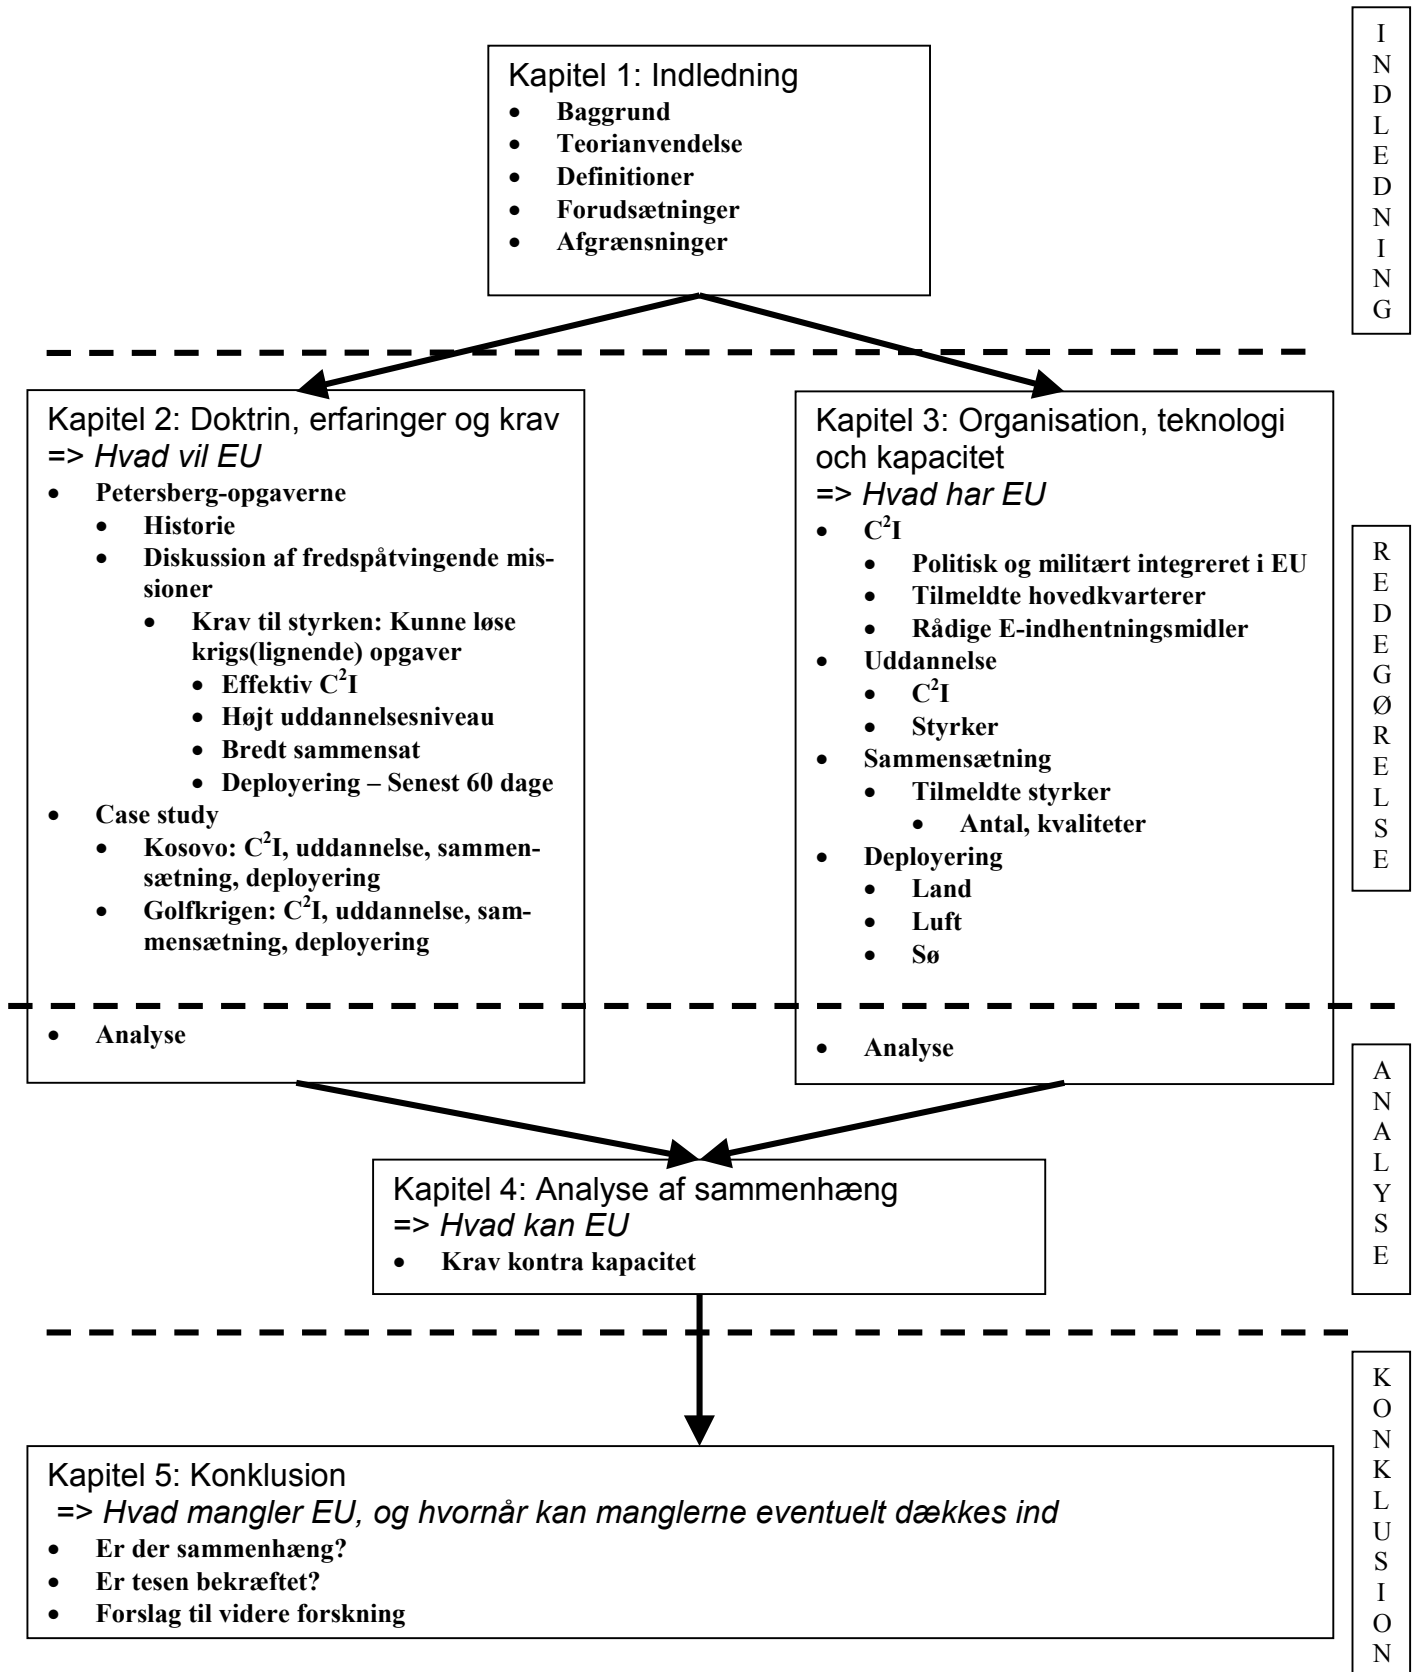 I
N
D
L
E
D
N
I
N
G
Kapitel 1: Indledning
• Baggrund
• Teorianvendelse
• Definitioner
• Forudsætninger
• Afgrænsninger
Kapitel 2: Doktrin, erfaringer og krav
=> Hvad vil EU
• Petersberg-opgaverne
• Historie
• Diskussion af fredspåtvingende mis-
sioner
• Krav til styrken: Kunne løse
krigs(lignende) opgaver
• Effektiv C²I
• Højt uddannelsesniveau
• Bredt sammensat
• Deployering – Senest 60 dage
• Case study
• Kosovo: C²I, uddannelse, sammen-
sætning, deployering
• Golfkrigen: C²I, uddannelse, sam-
mensætning, deployering
• Analyse
Kapitel 3: Organisation, teknologi
och kapacitet
=> Hvad har EU
• C²I
• Politisk og militært integreret i EU
• Tilmeldte hovedkvarterer
• Rådige E-indhentningsmidler
• Uddannelse
• C²I
• Styrker
• Sammensætning
• Tilmeldte styrker
• Antal, kvaliteter
• Deployering
• Land
• Luft
• Sø
• Analyse
R
E
D
E
G
Ø
R
E
L
S
E
Kapitel 4: Analyse af sammenhæng
=> Hvad kan EU
• Krav kontra kapacitet
A
N
A
L
Y
S
E
Kapitel 5: Konklusion
=> Hvad mangler EU, og hvornår kan manglerne eventuelt dækkes ind
• Er der sammenhæng?
• Er tesen bekræftet?
• Forslag til videre forskning
K
O
N
K
L
U
S
I
O
N